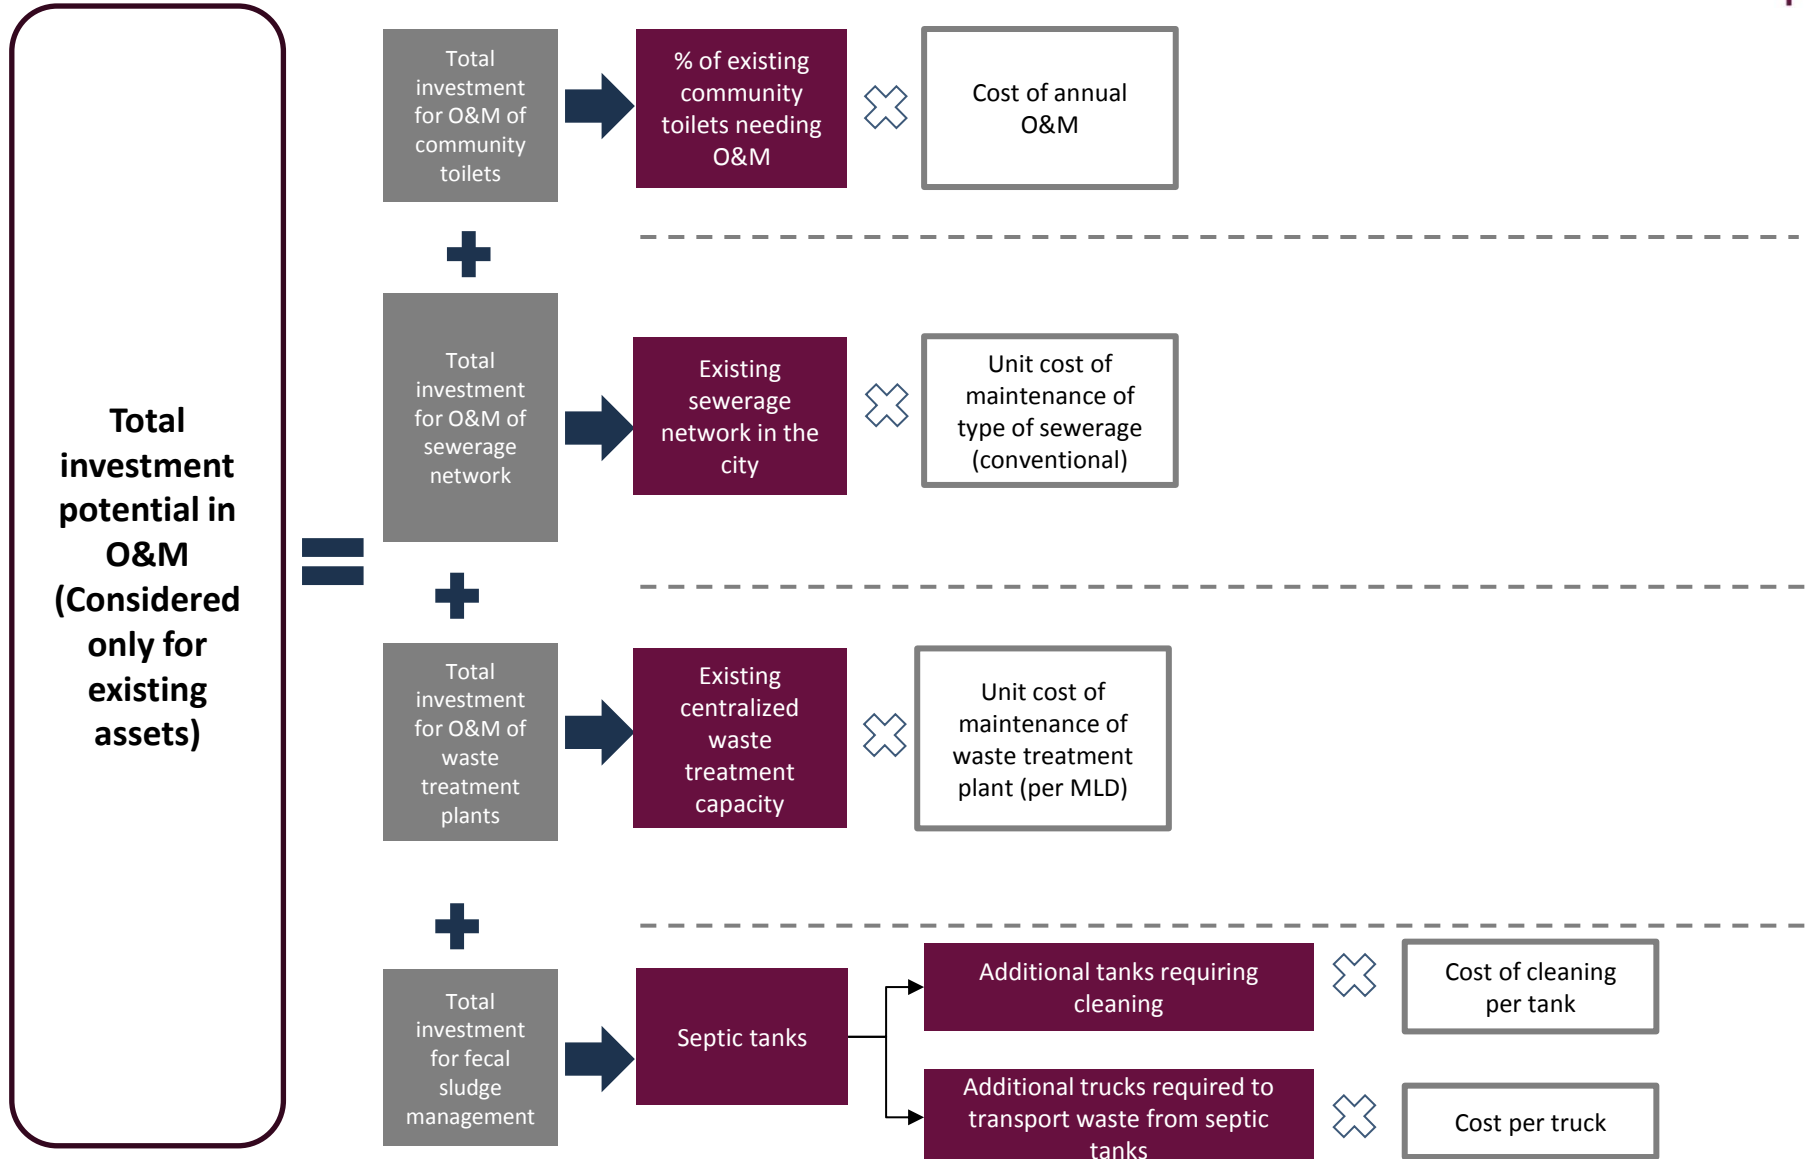 Total
investment
potential in
O&M
(Considered
only for
existing
assets)
Total
investment
for O&M of
community
toilets
% of existing
community
toilets needing
O&M
Cost of annual
O&M
Total
investment
for O&M of
sewerage
network
Existing
sewerage
network in the
city
Unit cost of
maintenance of
type of sewerage
(conventional)
Total
investment
for O&M of
waste
treatment
plants
Existing
centralized
waste
treatment
capacity
Unit cost of
maintenance of
waste treatment
plant (per MLD)
Total
investment
for fecal
sludge
management
Septic tanks
Additional tanks requiring
cleaning
Cost of cleaning
per tank
Additional trucks required to
transport waste from septic
tanks
Cost per truck